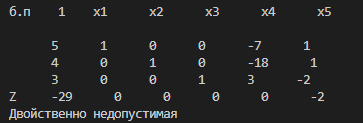 б.п 1 x1 x2 x3 x4 x5
5 1 0 0 -7 1
4 0 1 0 -18 1
3 0 0 1 3 -2
Z -29 0 0 0 0 -2
Двойственно недопустимая